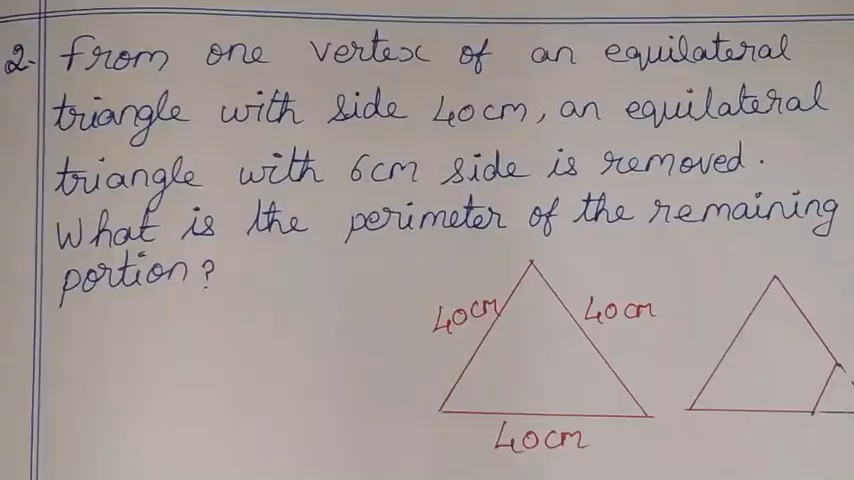 2. From one vertex of an equilateral
triangle with side 40cm, an equilateral
triangle with 6cm side is removed.
What is the perimeter of the remaining
portion?
40cm 40cm
40cm